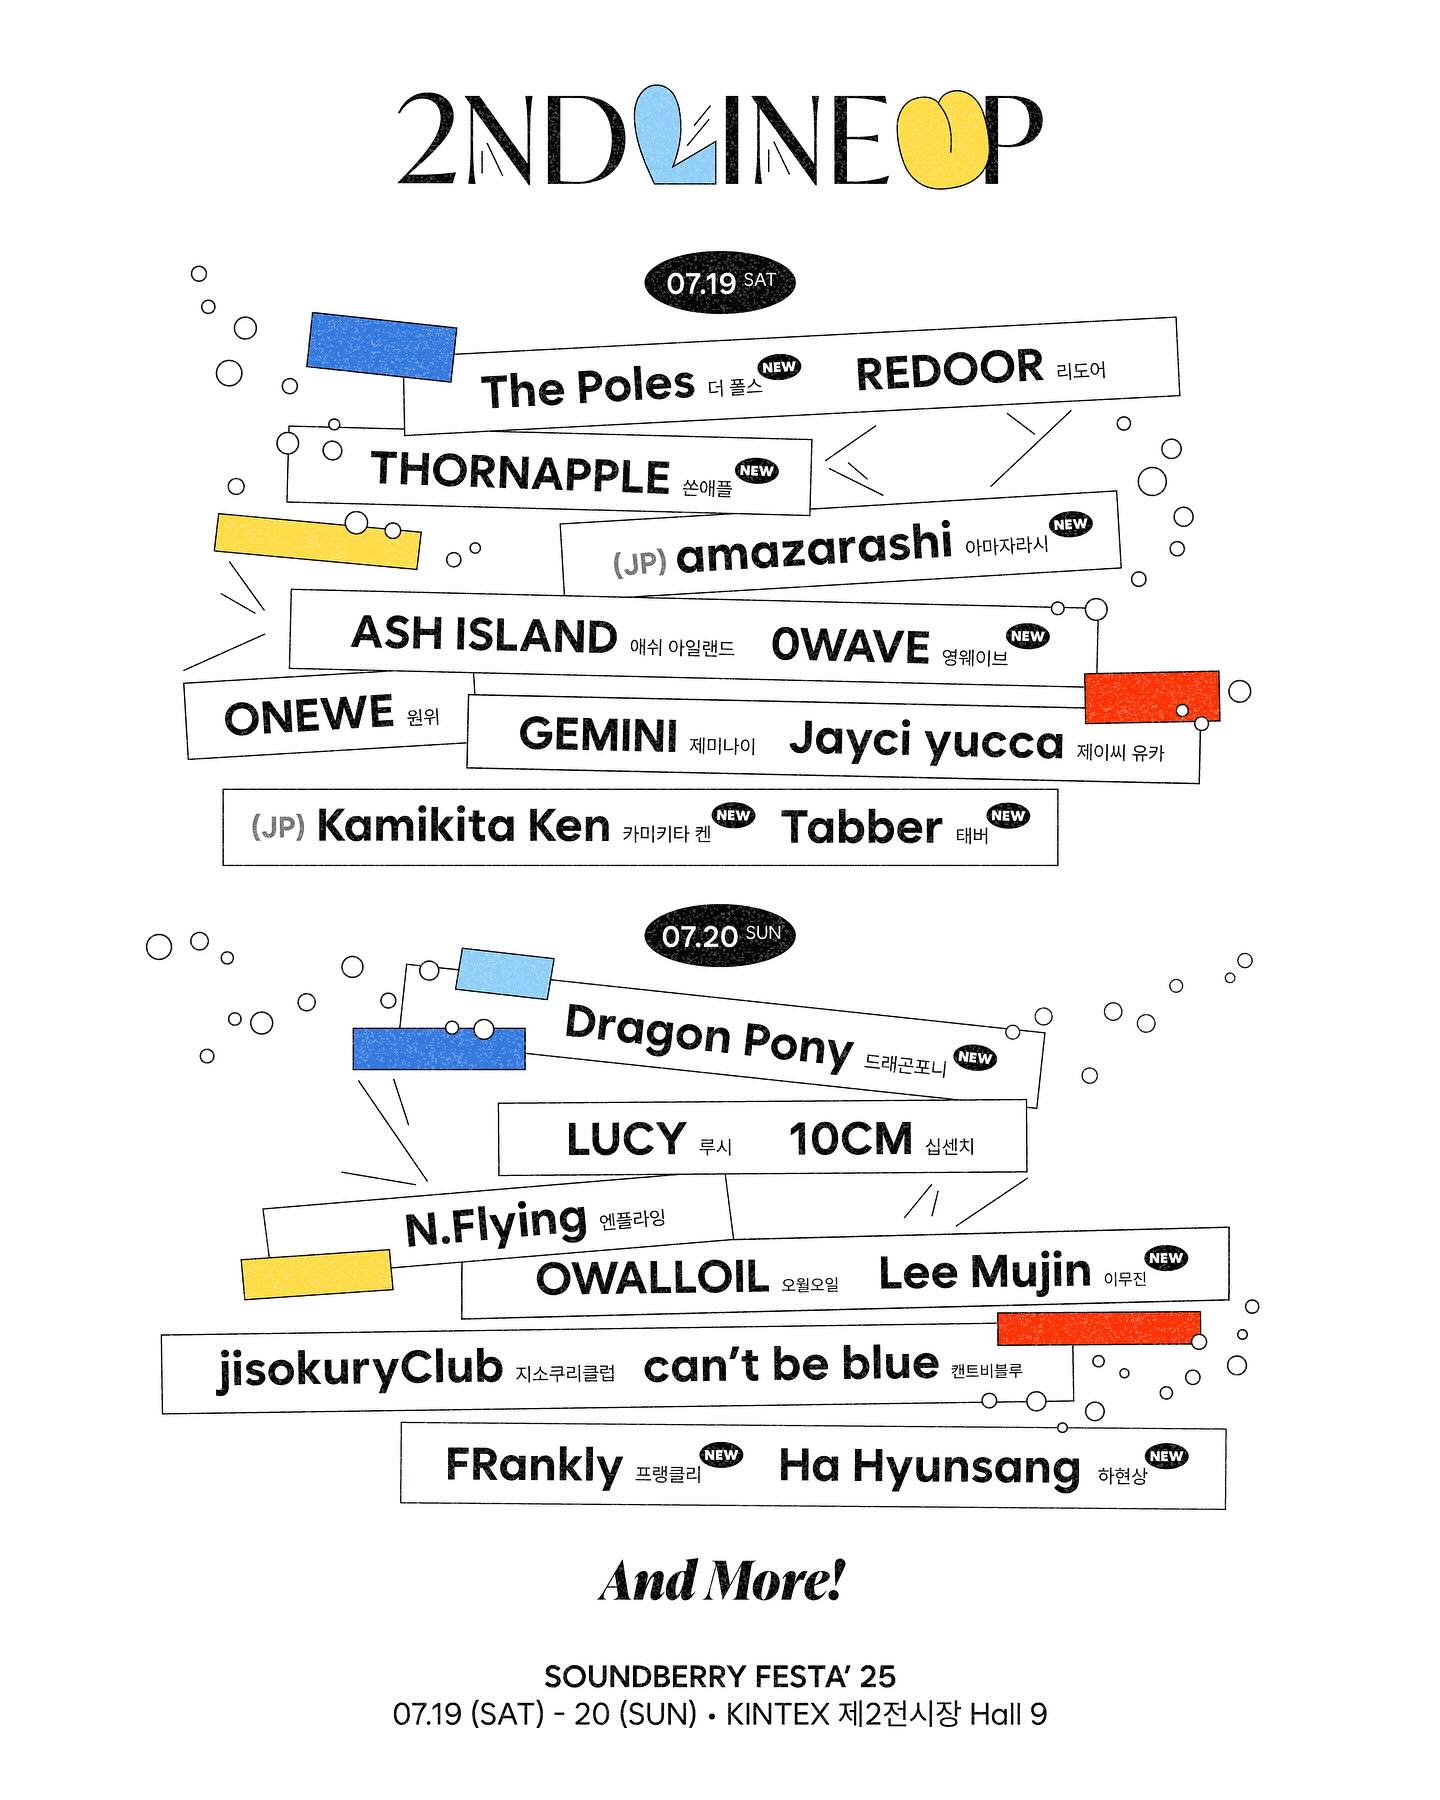 2ND LINEUP
07.19 SAT
The Poles 더 폴스 NEW REDOOR 리도어
THORNAPPLE 쏜애플 NEW
(JP) amazarashi 아마자라시 NEW
ASH ISLAND 애쉬 아일랜드 0WAVE 영웨이브 NEW
ONEWE 원위
GEMINI 제미나이 Jayci yucca 제이씨 유카
(JP) Kamikita Ken 카미키타 켄 NEW Tabber 태버 NEW
07.20 SUN
Dragon Pony 드래곤포니 NEW
LUCY 루시 10CM 십센치
N.Flying 엔플라잉
OWALLOIL 오월오일 Lee Mujin 이무진 NEW
jisokuryClub 지소쿠리클럽 can't be blue 캔트비블루
FRankly 프랭클리 NEW Ha Hyunsang 하현상 NEW
And More!
SOUNDBERRY FESTA' 25
07.19 (SAT) - 20 (SUN) • KINTEX 제2전시장 Hall 9